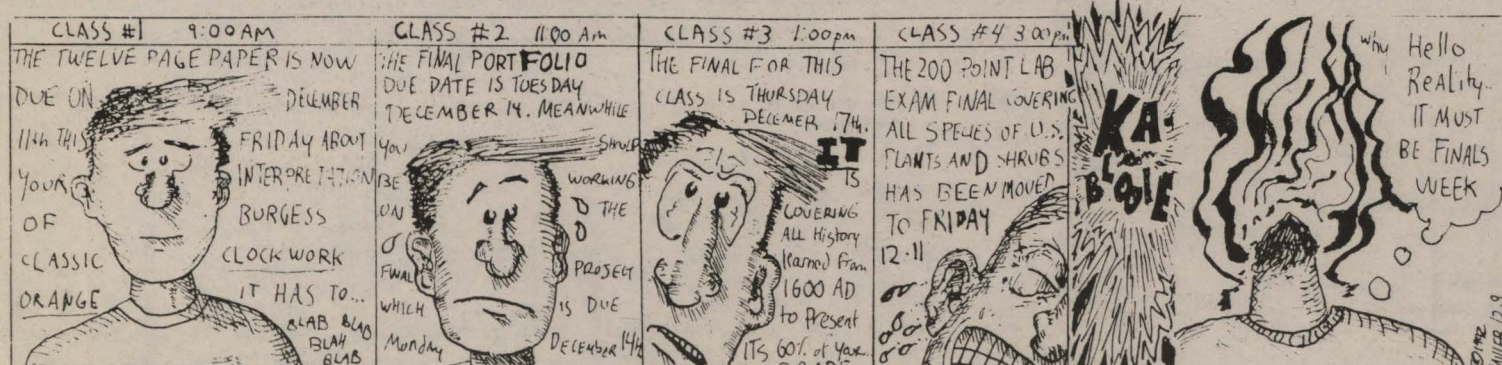 CLASS #1 9:00 AM
THE TWELVE PAGE PAPER IS NOW
DUE ON DECEMBER
11th THIS FRIDAY ABOUT
YOUR INTERPRETATION
OF BURGESS
CLASSIC CLOCKWORK
ORANGE IT HAS TO...
BLAB BLAB
BLAH
BLAB
CLASS #2 11:00 Am
THE FINAL PORTFOLIO
DUE DATE IS TUESDAY
DECEMBER 14. MEANWHILE
You SHOULD
BE WORKING
ON THE
FINAL PROJECT
WHICH IS DUE
Monday DECEMBER 14th
CLASS #3 1:00pm
THE FINAL FOR THIS
CLASS IS THURSDAY
DECEMER 17th.
IT
IS
COVERING
All History
learned From
1600 AD
to Present
ITS 60% of Your
GRADE
CLASS #4 3:00pm
THE 200 POINT LAB
EXAM FINAL COVERING
ALL SPECIES OF U.S.
PLANTS AND SHRUBS
HAS BEEN MOVED
TO FRIDAY
12·11
KA-
BLOOIE
why Hello
Reality..
IT MUST
BE FINALS
WEEK
©1992